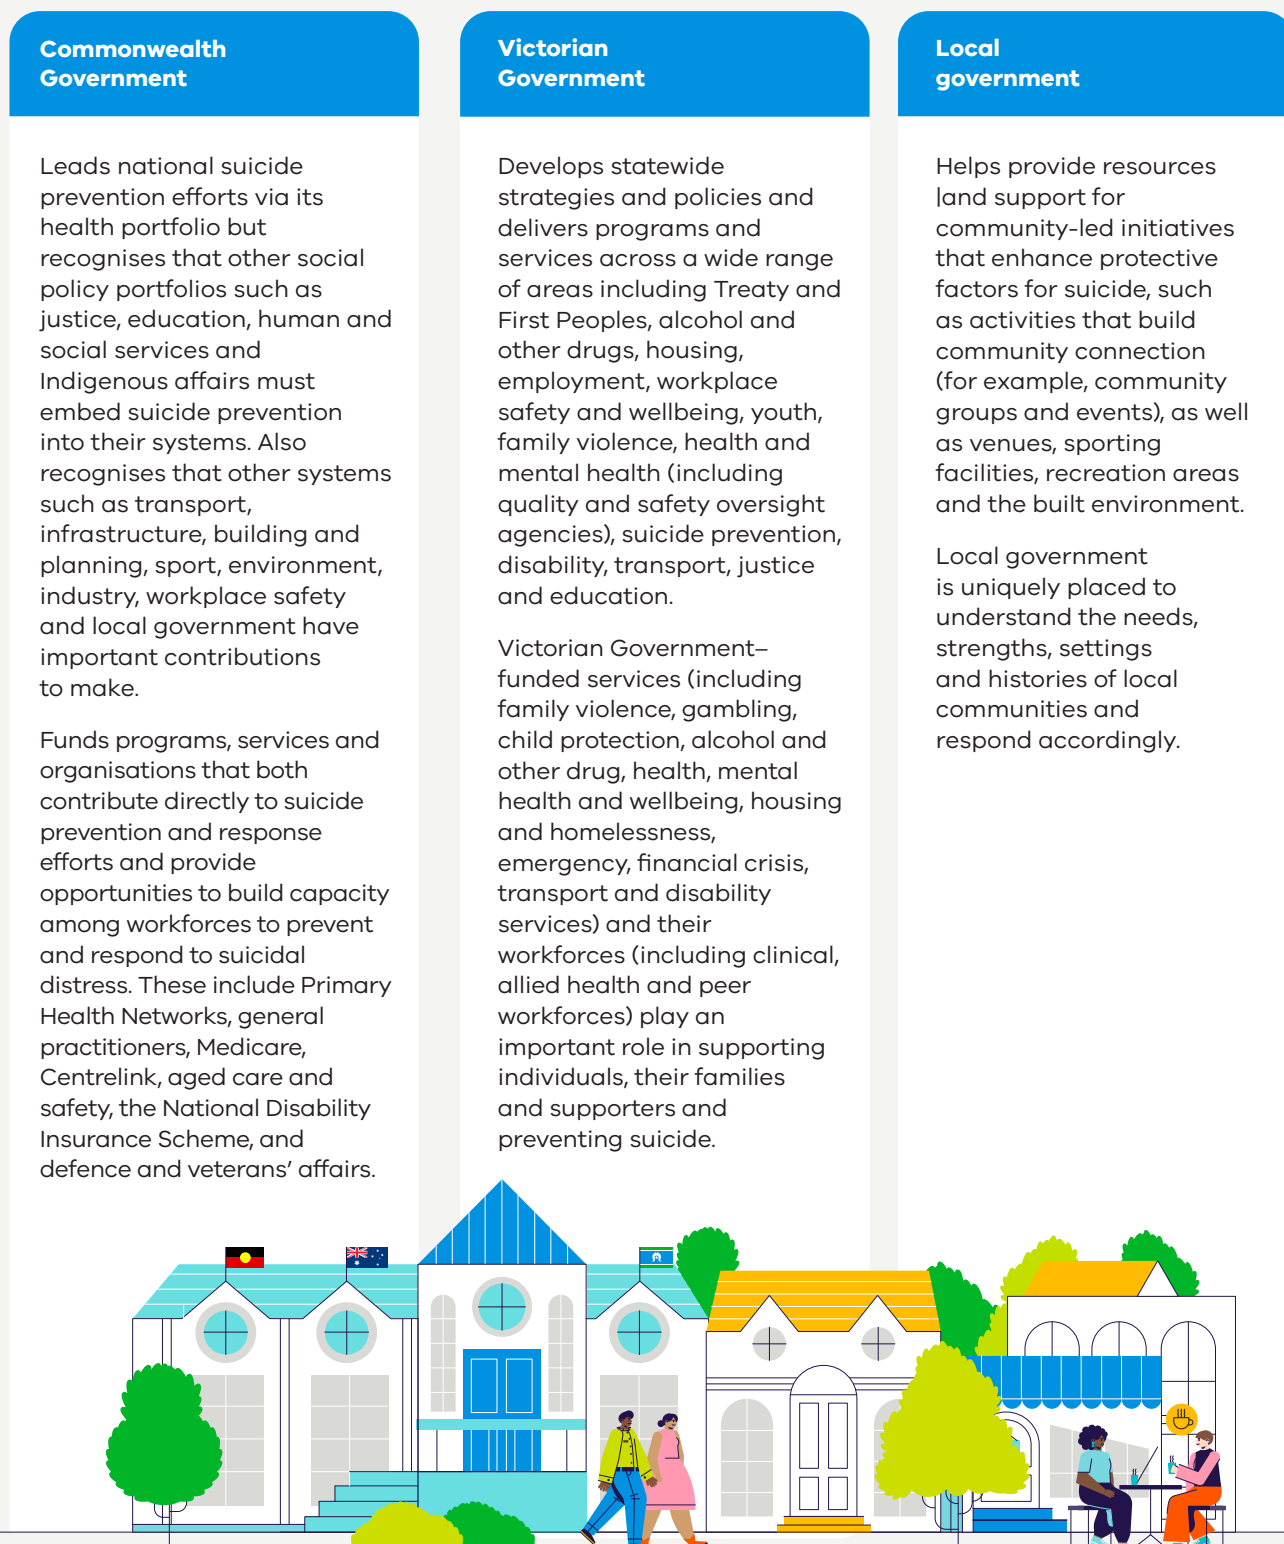 Commonwealth
Government
Leads national suicide
prevention efforts via its
health portfolio but
recognises that other social
policy portfolios such as
justice, education, human and
social services and
Indigenous affairs must
embed suicide prevention
into their systems. Also
recognises that other systems
such as transport,
infrastructure, building and
planning, sport, environment,
industry, workplace safety
and local government have
important contributions
to make.
Funds programs, services and
organisations that both
contribute directly to suicide
prevention and response
efforts and provide
opportunities to build capacity
among workforces to prevent
and respond to suicidal
distress. These include Primary
Health Networks, general
practitioners, Medicare,
Centrelink, aged care and
safety, the National Disability
Insurance Scheme, and
defence and veterans’ affairs.
Victorian
Government
Develops statewide
strategies and policies and
delivers programs and
services across a wide range
of areas including Treaty and
First Peoples, alcohol and
other drugs, housing,
employment, workplace
safety and wellbeing, youth,
family violence, health and
mental health (including
quality and safety oversight
agencies), suicide prevention,
disability, transport, justice
and education.
Victorian Government–
funded services (including
family violence, gambling,
child protection, alcohol and
other drug, health, mental
health and wellbeing, housing
and homelessness,
emergency, financial crisis,
transport and disability
services) and their
workforces (including clinical,
allied health and peer
workforces) play an
important role in supporting
individuals, their families
and supporters and
preventing suicide.
Local
government
Helps provide resources
|and support for
community-led initiatives
that enhance protective
factors for suicide, such
as activities that build
community connection
(for example, community
groups and events), as well
as venues, sporting
facilities, recreation areas
and the built environment.
Local government
is uniquely placed to
understand the needs,
strengths, settings
and histories of local
communities and
respond accordingly.